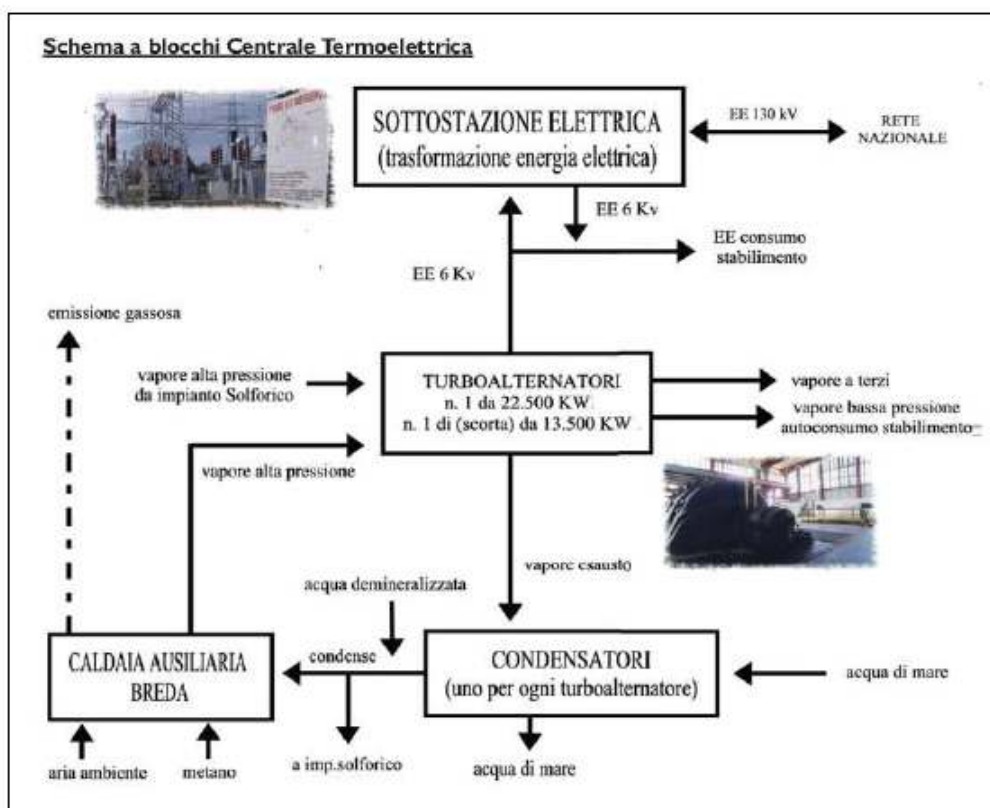 Schema a blocchi Centrale Termoelettrica
SOTTOSTAZIONE ELETTRICA
(trasformazione energia elettrica)
EE 130 kV
RETE
NAZIONALE
EE 6 Kv
EE consumo
stabilimento
EE 6 Kv
emissione gassosa
vapore alta pressione
da impianto Solforico
TURBOALTERNATORI
n. 1 da 22.500 KW
n. 1 di (scorta) da 13.500 KW
vapore a terzi
vapore bassa pressione
autoconsumo stabilimento
vapore alta pressione
vapore esausto
acqua demineralizzata
CALDAIA AUSILIARIA
BREDA
condense
CONDENSATORI
(uno per ogni turboalternatore)
acqua di mare
aria ambiente
metano
a imp.solforico
acqua di mare